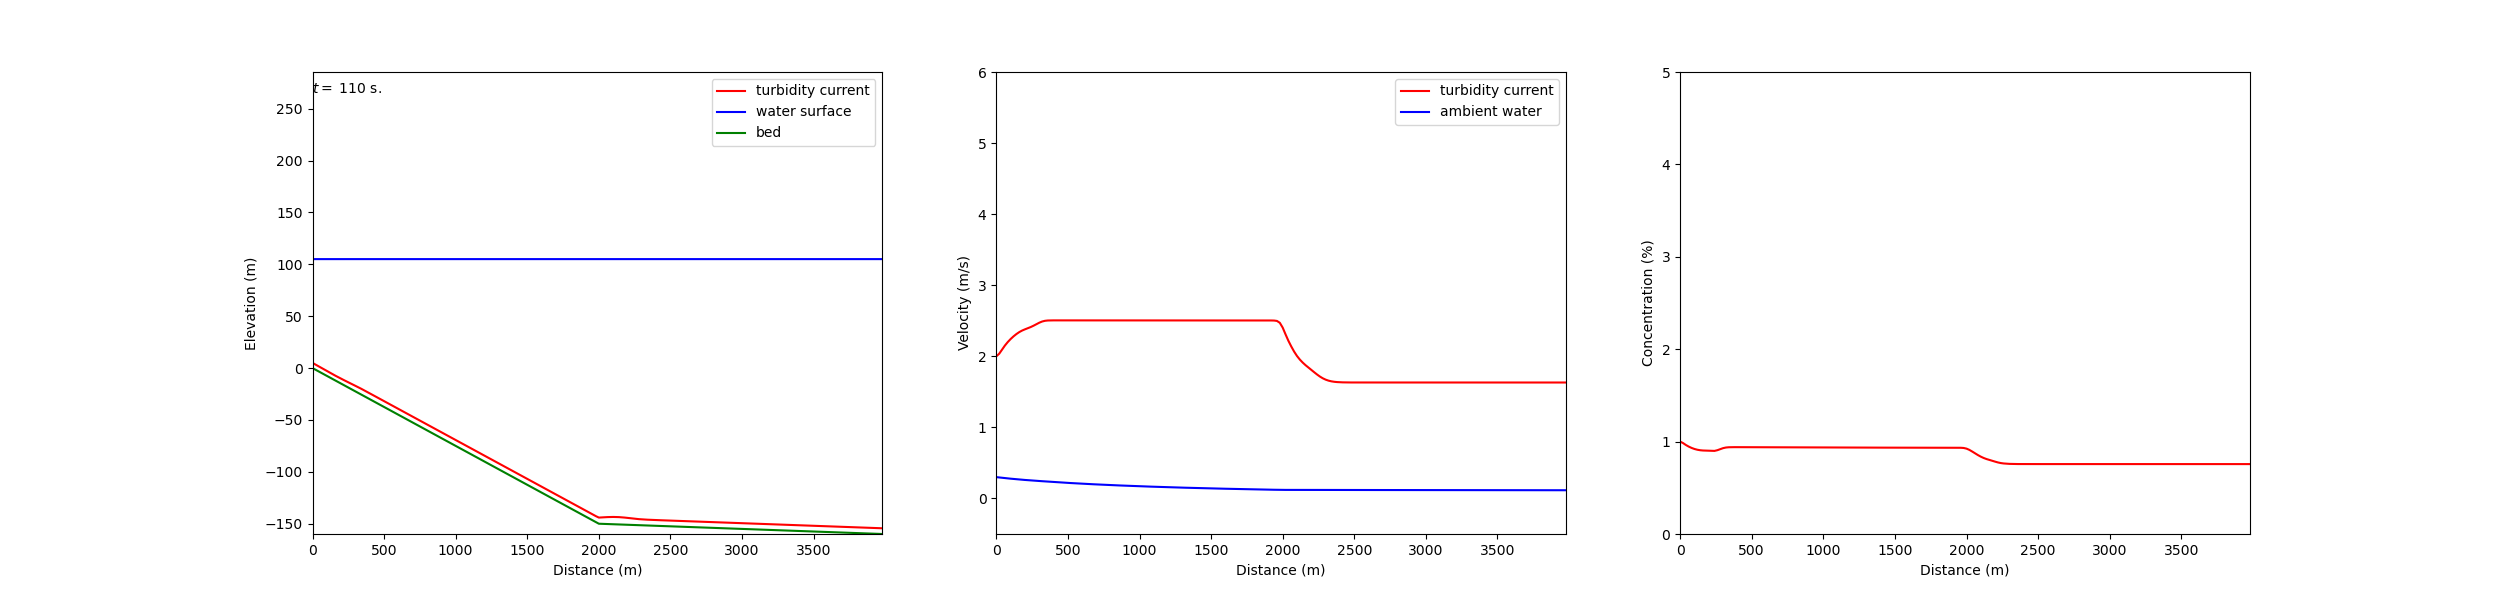 t = 110 s.
turbidity current
water surface
bed
250
200
150
100
50
0
−50
−100
−150
Elevation (m)
0 500 1000 1500 2000 2500 3000 3500
Distance (m)
turbidity current
ambient water
6
5
4
3
2
1
0
Velocity (m/s)
0 500 1000 1500 2000 2500 3000 3500
Distance (m)
5
4
3
2
1
0
Concentration (%)
0 500 1000 1500 2000 2500 3000 3500
Distance (m)